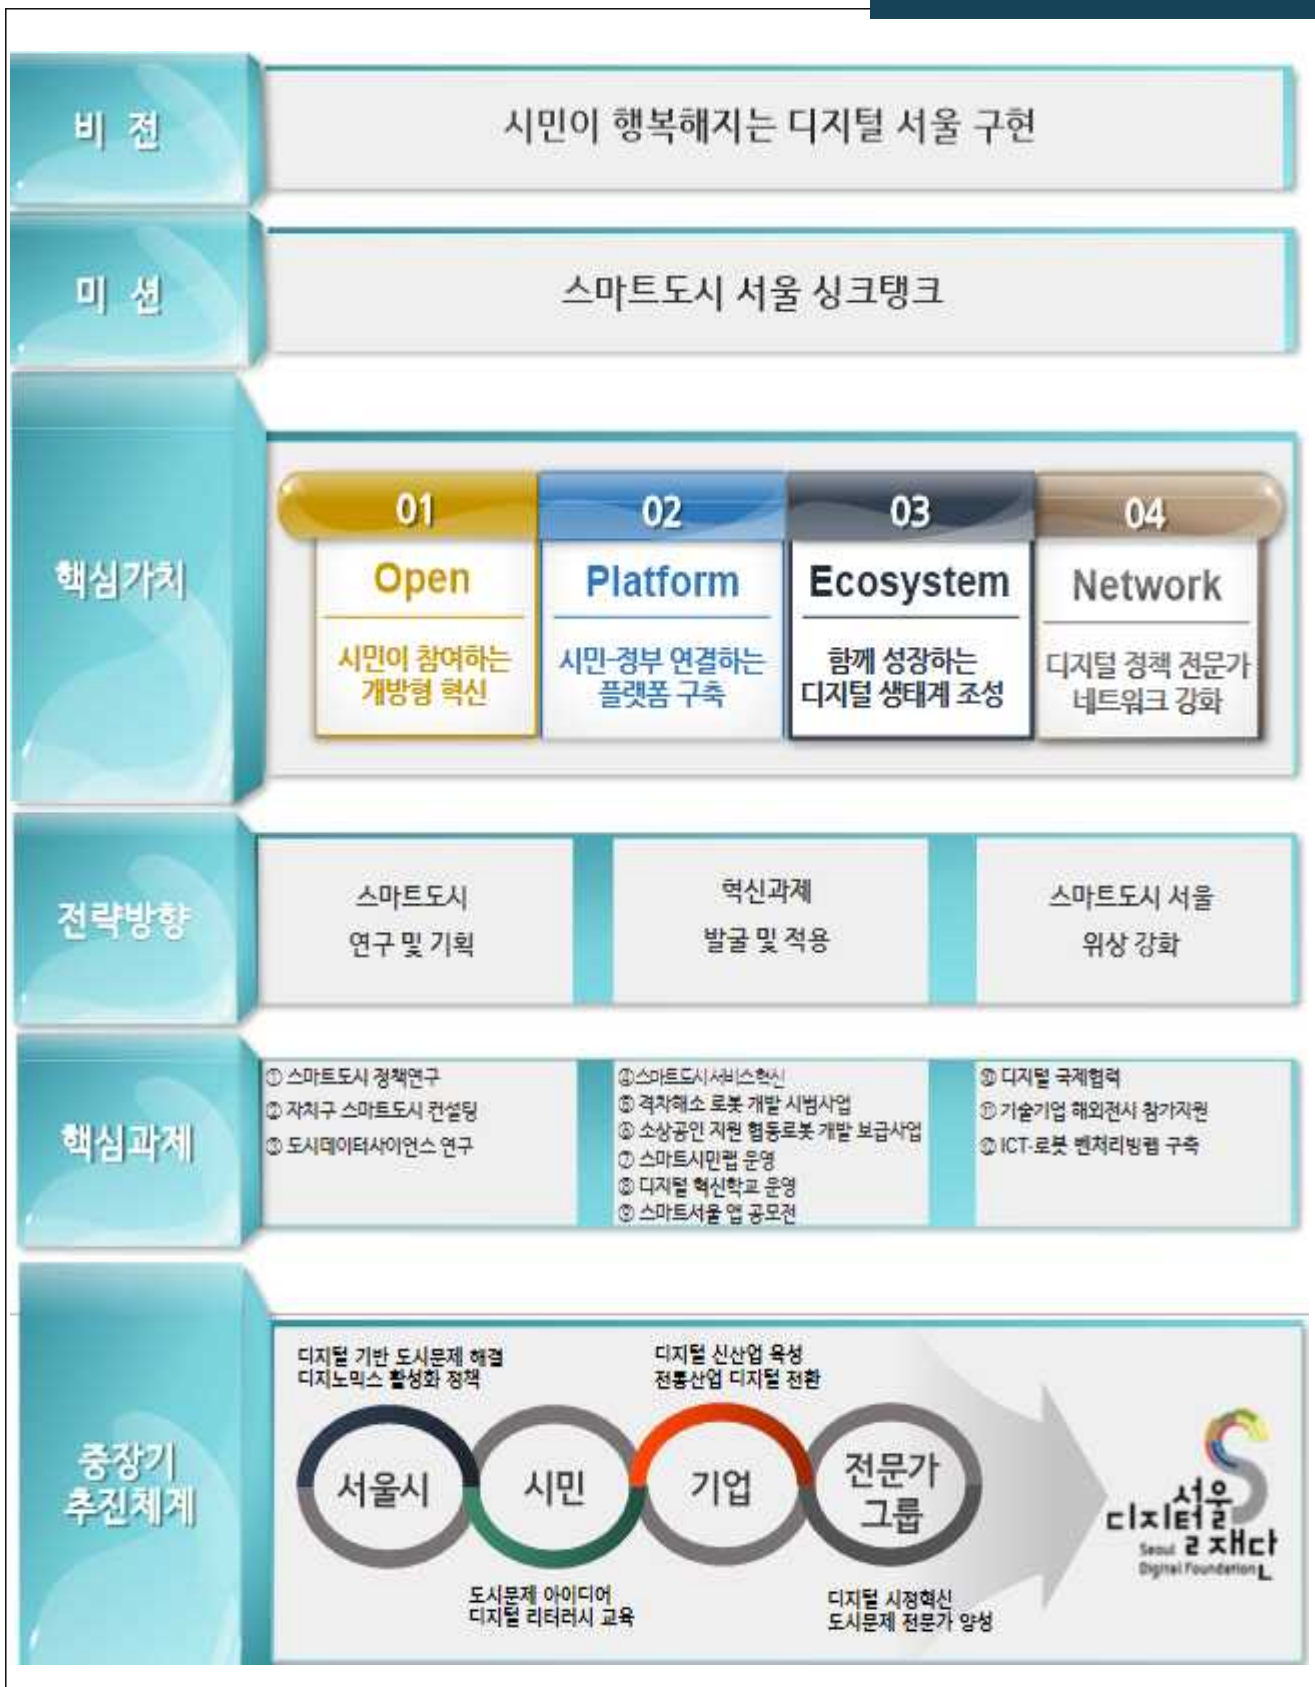 비 전
시민이 행복해지는 디지털 서울 구현
미 션
스마트도시 서울 싱크탱크
핵심가치
01
Open
시민이 참여하는
개방형 혁신
02
Platform
시민-정부 연결하는
플랫폼 구축
03
Ecosystem
함께 성장하는
디지털 생태계 조성
04
Network
디지털 정책 전문가
네트워크 강화
전략방향
스마트도시
연구 및 기획
혁신과제
발굴 및 적용
스마트도시 서울
위상 강화
핵심과제
① 스마트도시 정책연구
② 자치구 스마트도시 컨설팅
③ 도시데이터사이언스 연구
④스마트도시서비스혁신
⑤ 격차해소 로봇 개발 시범사업
⑥ 소상공인 지원 협동로봇 개발 보급사업
⑦ 스마트시민랩 운영
⑧ 디지털 혁신학교 운영
⑨ 스마트서울 앱 공모전
⑩ 디지털 국제협력
⑪ 기술기업 해외전시 참가지원
⑫ ICT-로봇 벤처리빙랩 구축
중장기
추진체계
디지털 기반 도시문제 해결
디지노믹스 활성화 정책
서울시
시민
도시문제 아이디어
디지털 리터러시 교육
디지털 신산업 육성
전통산업 디지털 전환
기업
전문가
그룹
디지털 시정혁신
도시문제 전문가 양성
서울
디지털
재단
Seoul
Digital Foundation